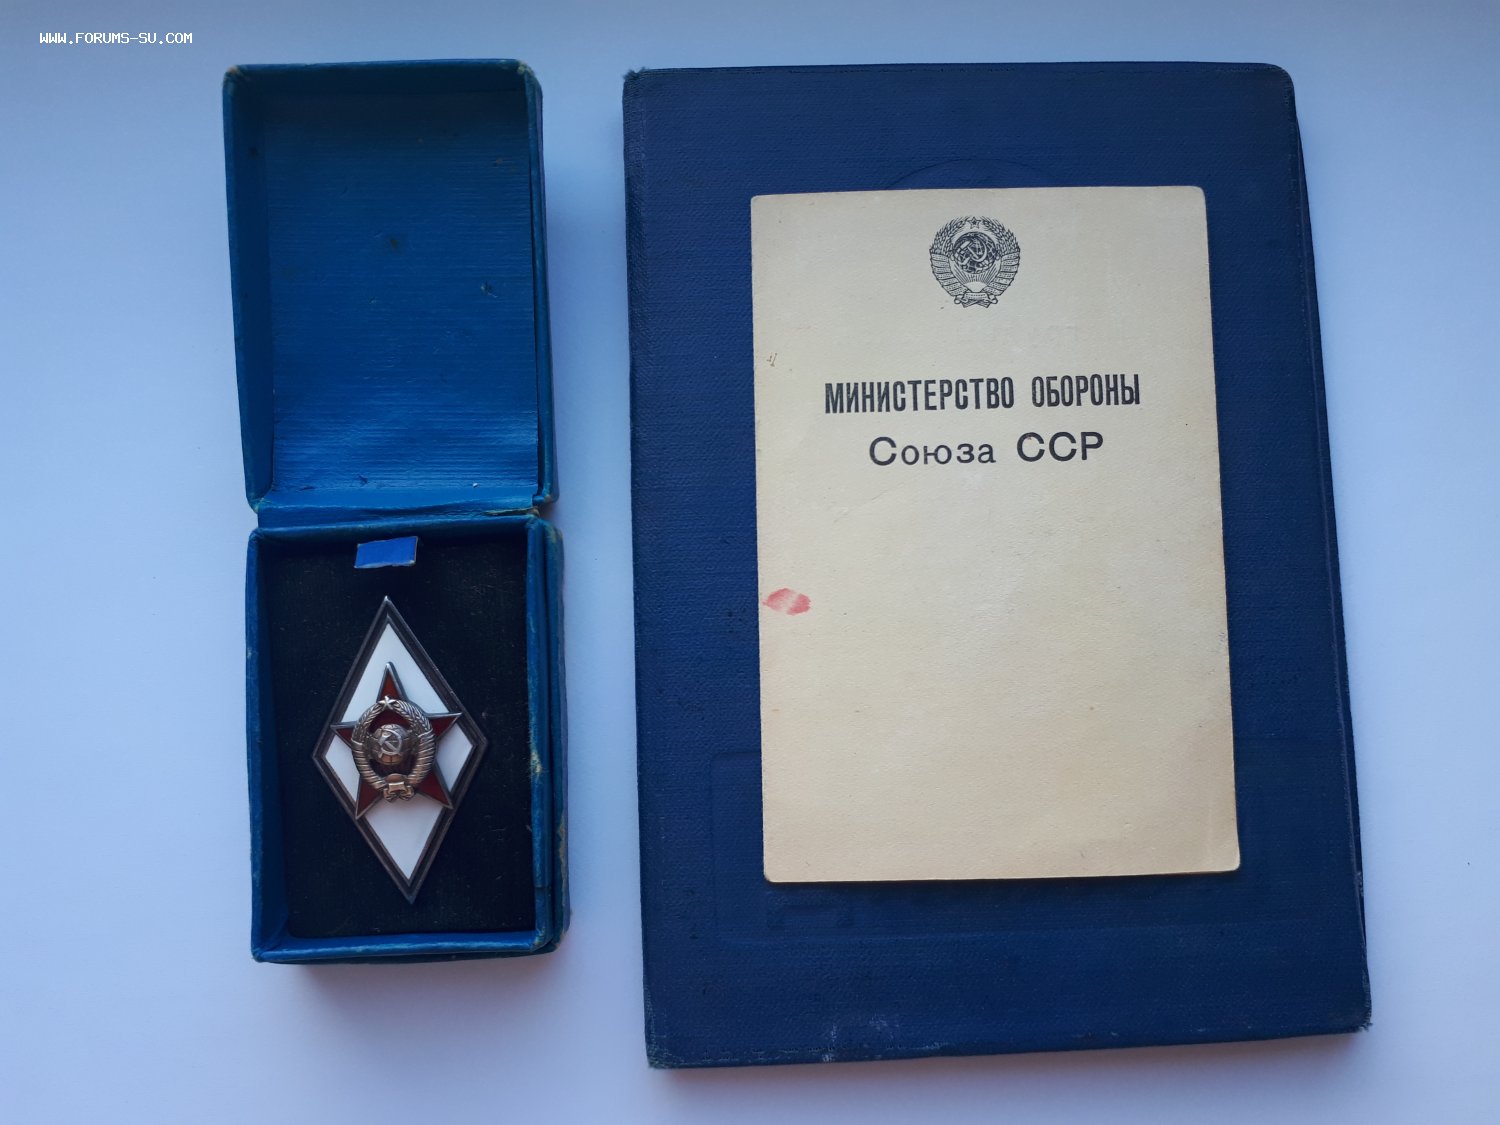 WWW.FORUMS-SU.COM
МИНИСТЕРСТВО ОБОРОНЫ
Союза ССР